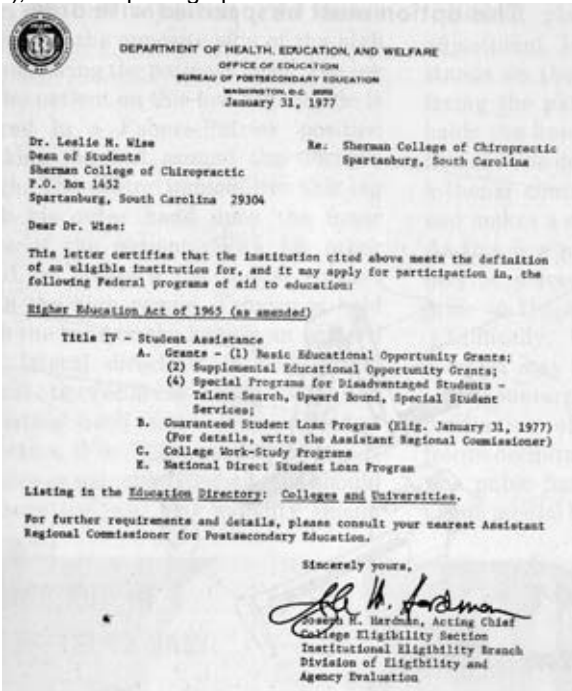 DEPARTMENT OF HEALTH, EDUCATION, AND WELFARE
OFFICE OF EDUCATION
BUREAU OF POSTSECONDARY EDUCATION
WASHINGTON, D.C. 20202
January 31, 1977
Dr. Leslie M. Wise
Re: Sherman College of Chiropractic
Dean of Students
Spartanburg, South Carolina
Sherman College of Chiropractic
P.O. Box 1452
Spartanburg, South Carolina 29304
Dear Dr. Wise:
This letter certifies that the institution cited above meets the definition
of an eligible institution for, and it may apply for participation in, the
following Federal programs of aid to education:
Higher Education Act of 1965 (as amended)
Title IV - Student Assistance
A. Grants - (1) Basic Educational Opportunity Grants;
(2) Supplemental Educational Opportunity Grants;
(4) Special Programs for Disadvantaged Students -
Talent Search, Upward Bound, Special Student
Services;
B. Guaranteed Student Loan Program (Elig. January 31, 1977)
(For details, write the Assistant Regional Commissioner)
C. College Work-Study Programs
E. National Direct Student Loan Program
Listing in the Education Directory: Colleges and Universities.
For further requirements and details, please consult your nearest Assistant
Regional Commissioner for Postsecondary Education.
Sincerely yours,
Joseph M. Hardman, Acting Chief
College Eligibility Section
Institutional Eligibility Branch
Division of Eligibility and
Agency Evaluation